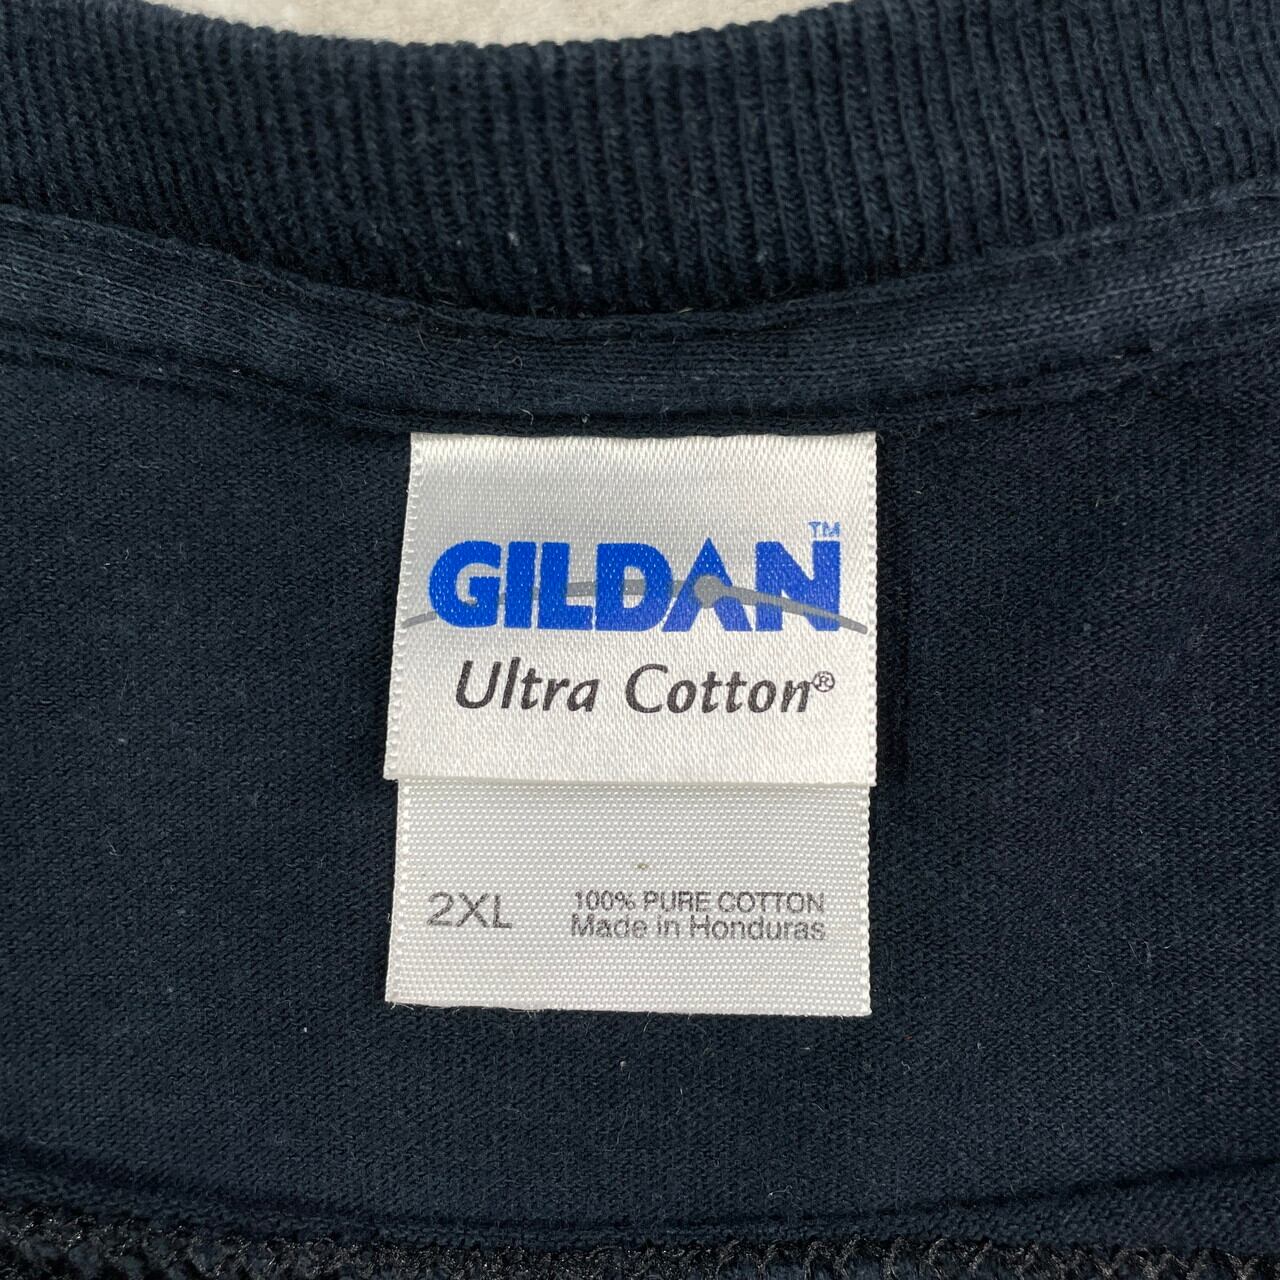 GILDAN™
Ultra Cotton®
2XL
100% PURE COTTON
Made in Honduras